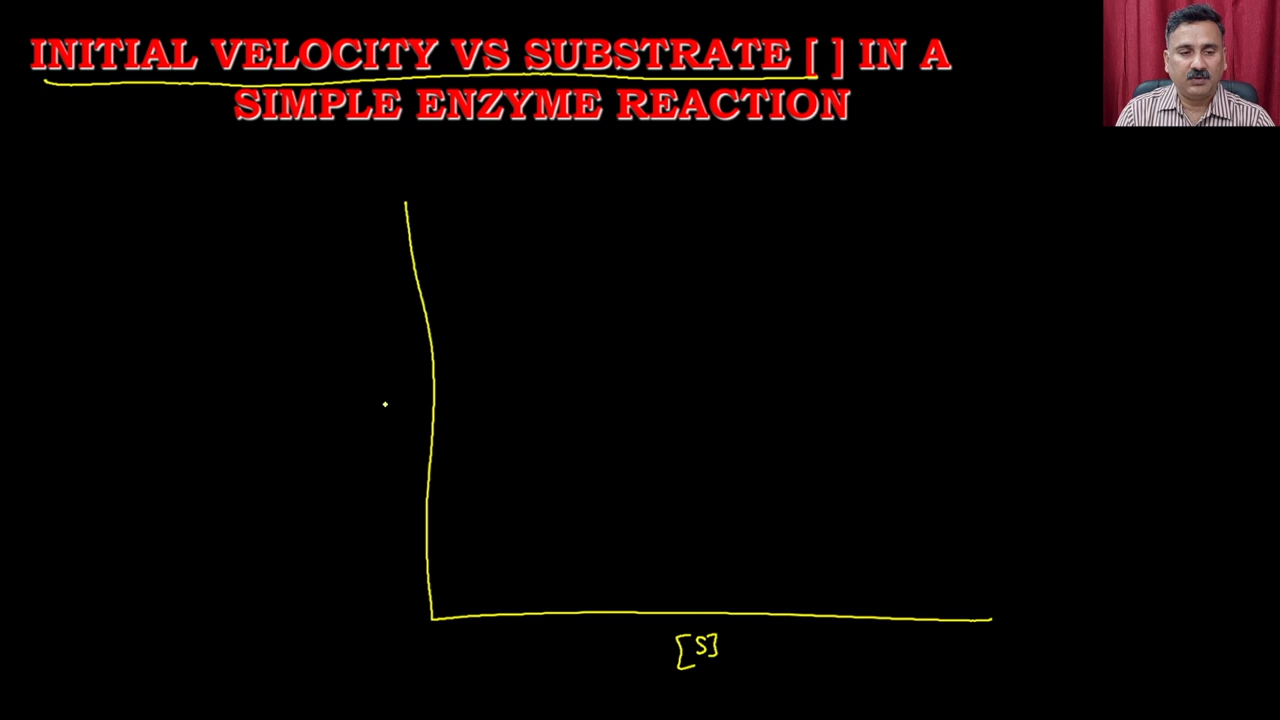 INITIAL VELOCITY VS SUBSTRATE [ ] IN A
SIMPLE ENZYME REACTION
[S]